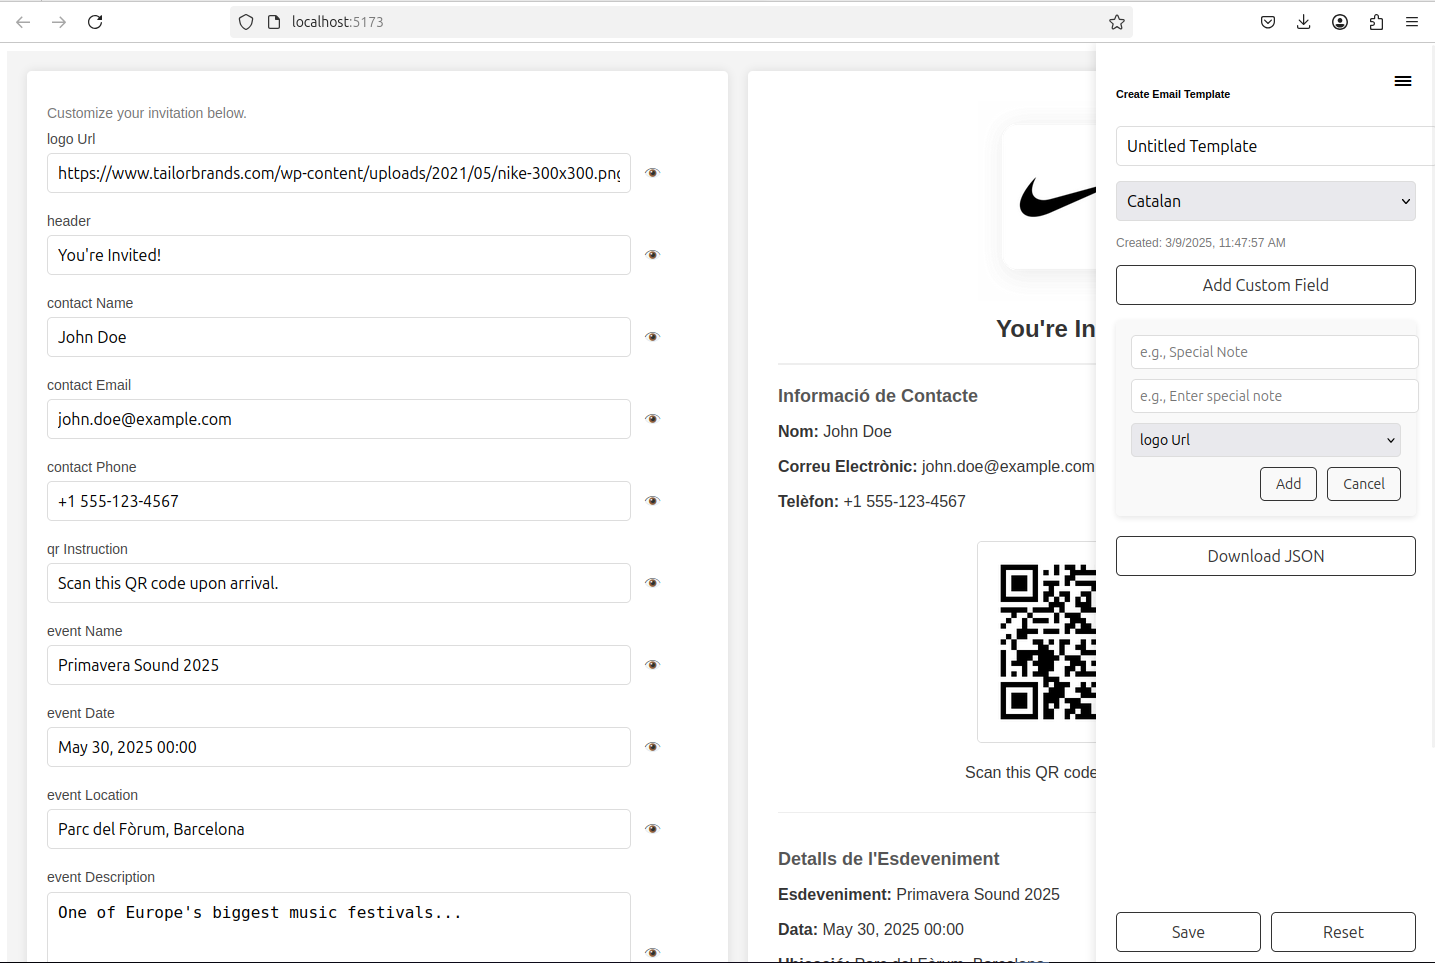 localhost:5173
Customize your invitation below.
logo Url
https://www.tailorbrands.com/wp-content/uploads/2021/05/nike-300x300.png
header
You're Invited!
contact Name
John Doe
contact Email
john.doe@example.com
contact Phone
+1 555-123-4567
qr Instruction
Scan this QR code upon arrival.
event Name
Primavera Sound 2025
event Date
May 30, 2025 00:00
event Location
Parc del Fòrum, Barcelona
event Description
One of Europe's biggest music festivals...
You're In
Informació de Contacte
Nom: John Doe
Correu Electrònic: john.doe@example.com
Telèfon: +1 555-123-4567
Scan this QR code
Detalls de l'Esdeveniment
Esdeveniment: Primavera Sound 2025
Data: May 30, 2025 00:00
Ubicació: Parc del Fòrum, Barcelona
Create Email Template
Untitled Template
Catalan
Created: 3/9/2025, 11:47:57 AM
Add Custom Field
e.g., Special Note
e.g., Enter special note
logo Url
Add
Cancel
Download JSON
Save
Reset